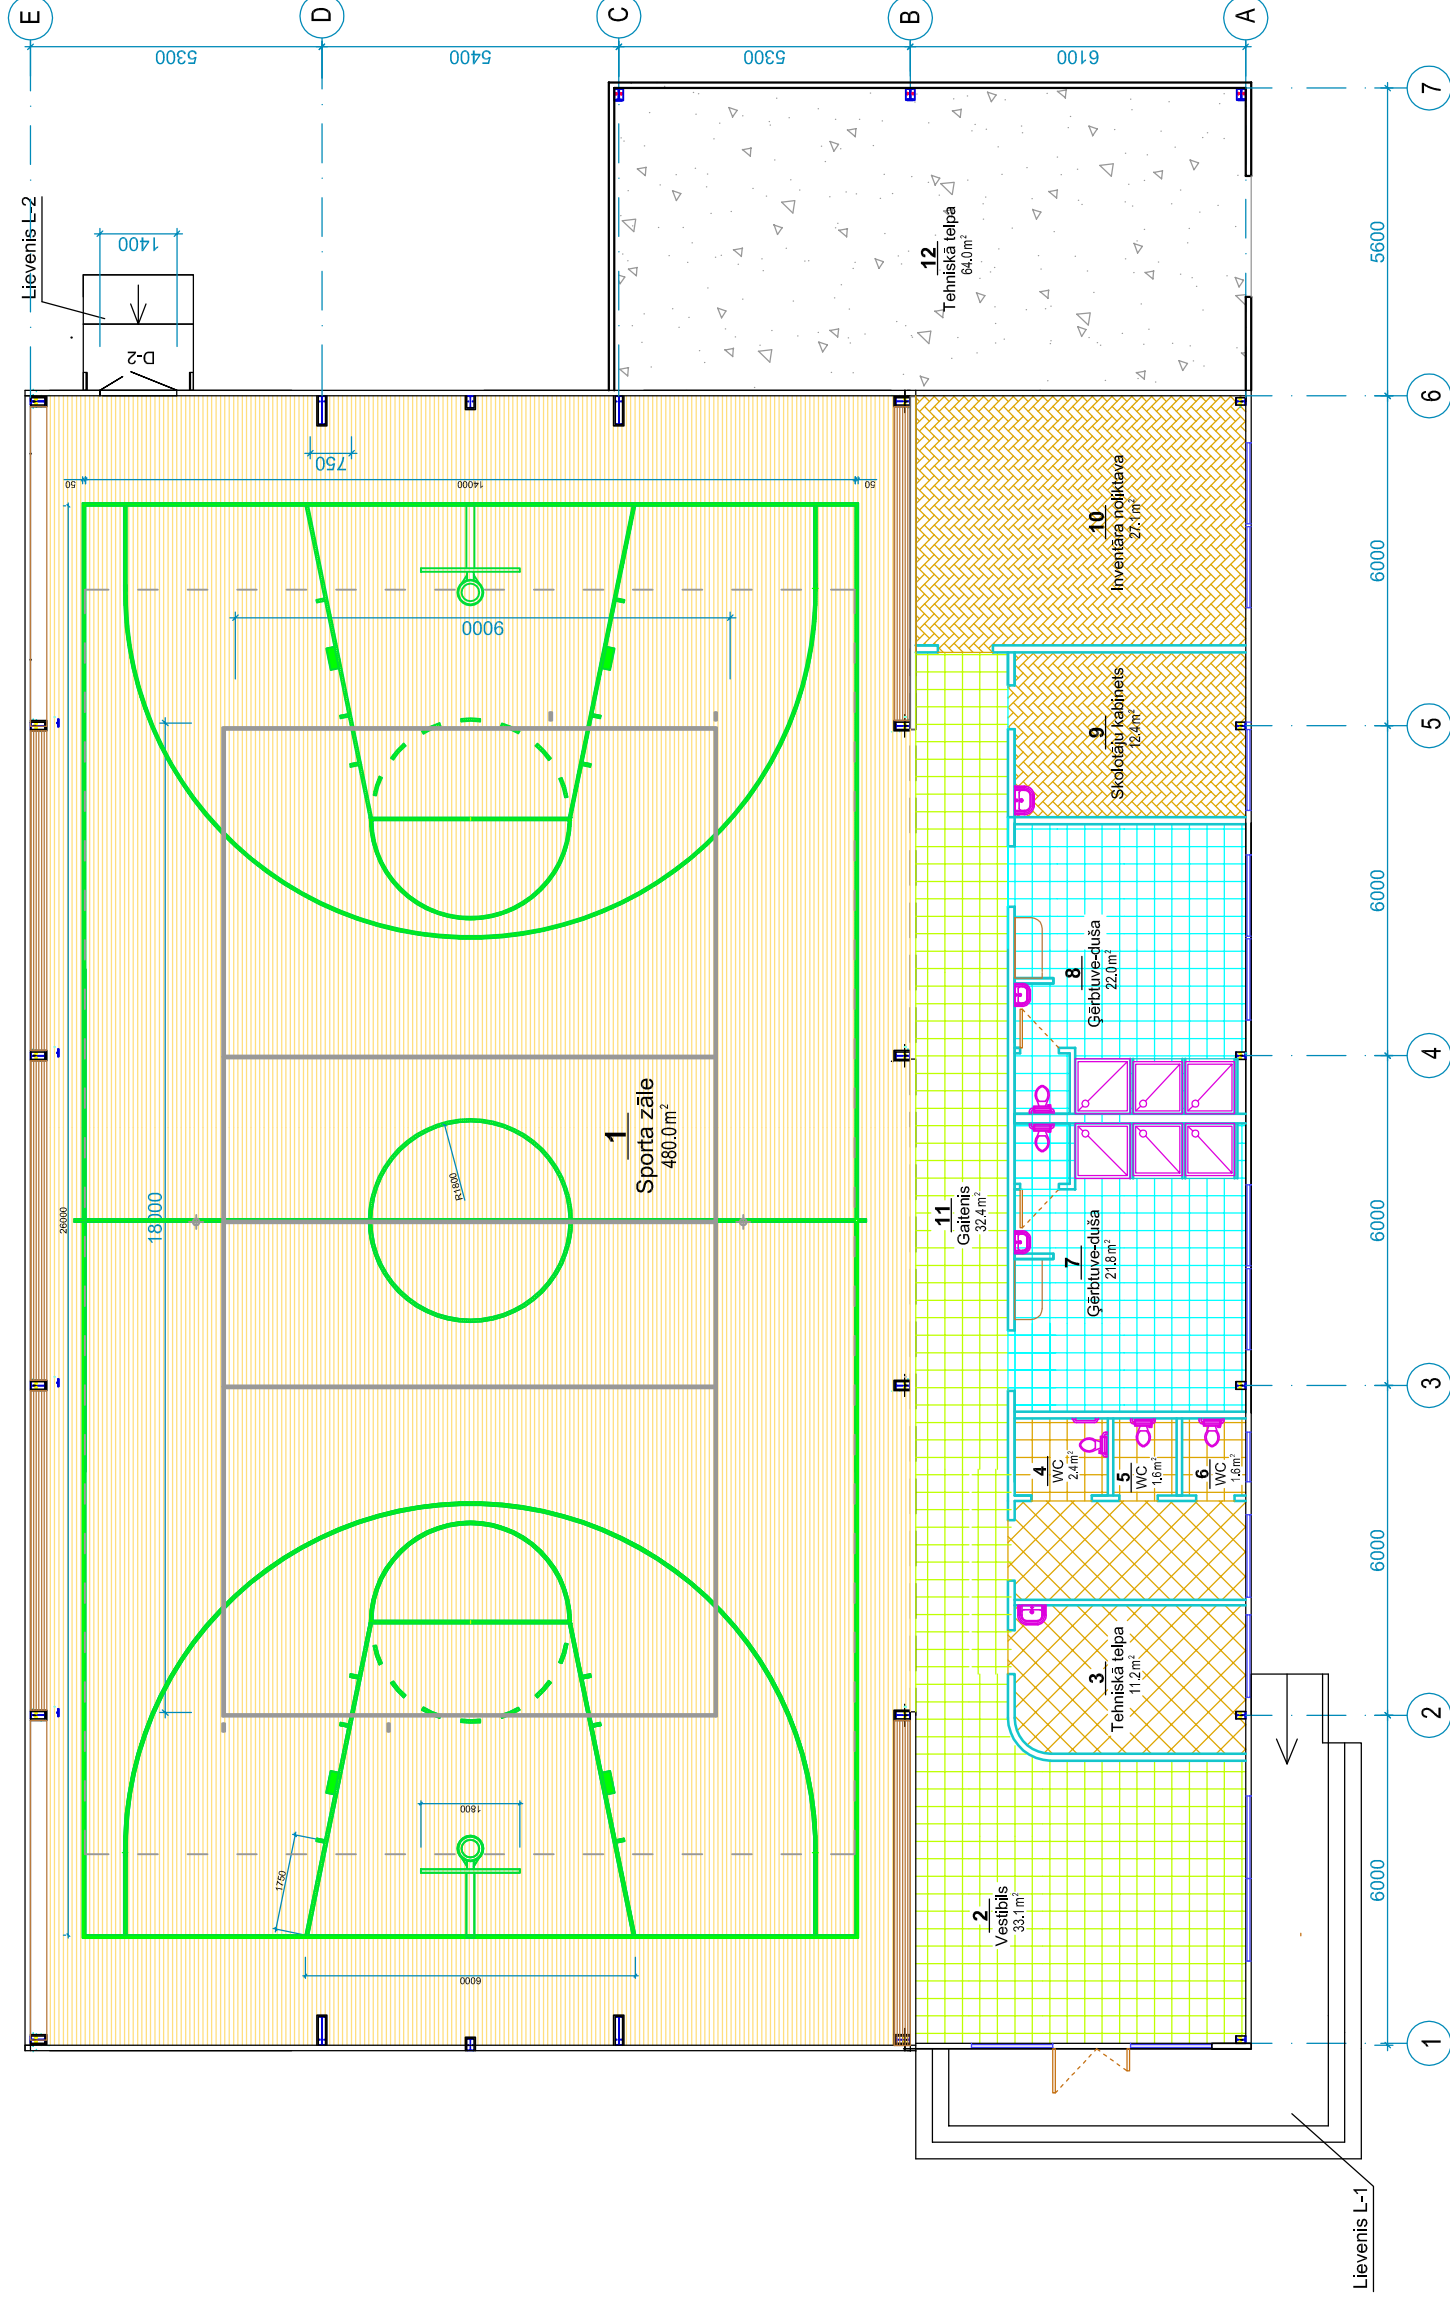 E
D
C
B
A
5300
5400
5300
6100
Lievenis L-2
1400
D-2
12
Tehniskā telpa
64.0m²
7
6
5
4
3
2
1
5600
6000
6000
6000
6000
6000
50
14000
50
750
9000
26000
18000
R1800
1
Sporta zāle
480.0m²
10
Inventāra noliktava
27.1m²
9
Skolotāju kabinets
12.4m²
8
Ģērbtuve-duša
22.0m²
11
Gaitenis
32.4m²
7
Ģērbtuve-duša
21.8m²
4
WC
2.4m²
5
WC
1.6m²
6
WC
1.6m²
3
Tehniskā telpa
11.2m²
2
Vestibils
33.1m²
1800
1750
6000
Lievenis L-1